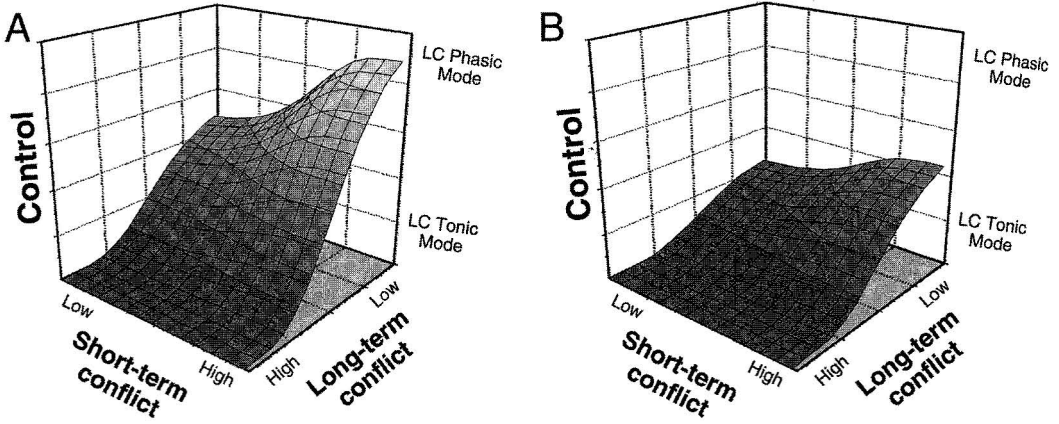 A
LC Phasic
Mode
Control
LC Tonic
Mode
Low
High
Short-term
conflict
High
Low
Long-term
conflict
B
LC Phasic
Mode
Control
LC Tonic
Mode
Low
High
Short-term
conflict
High
Low
Long-term
conflict